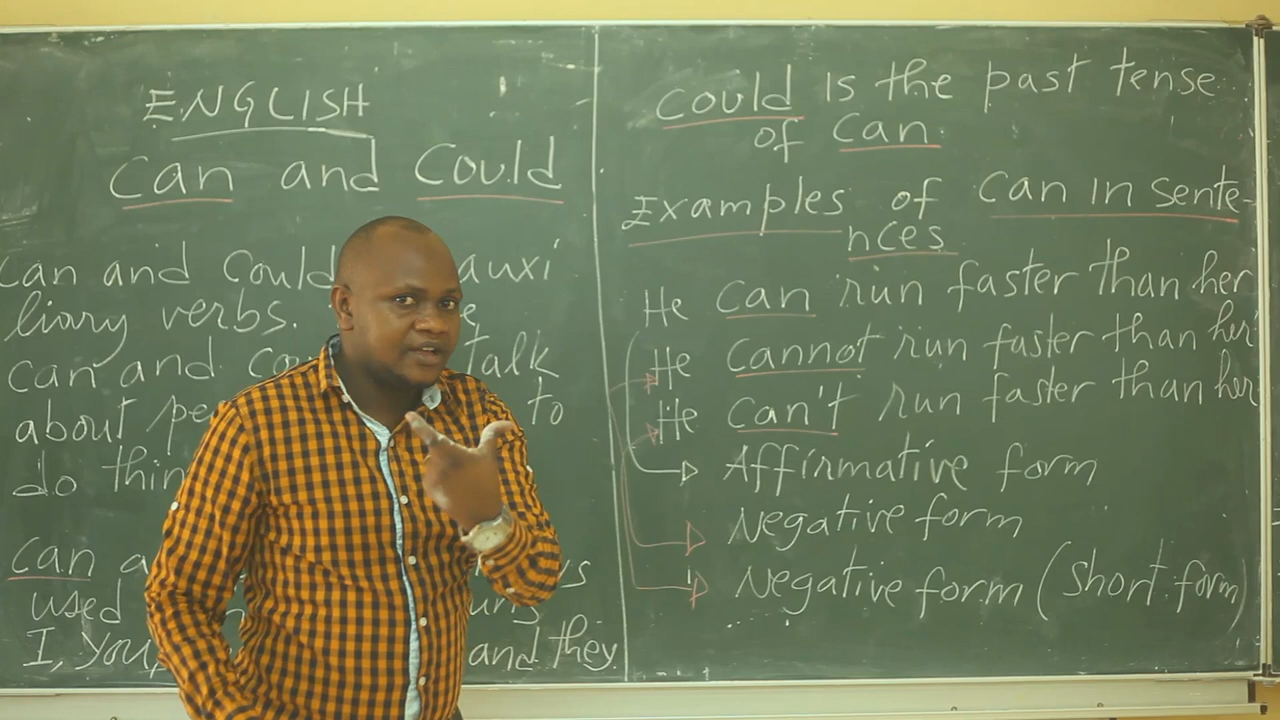 ENGLISH
Can and Could
Can and Could auxi
liary verbs.
can and talk
about to
do
can
used
I, You, and they
Could is the past tense
of Can.
Examples of Can in Sente-
nces
He can run faster than her
He cannot run faster than her
He can't run faster than her
Affirmative form
Negative form
Negative form (Short form)